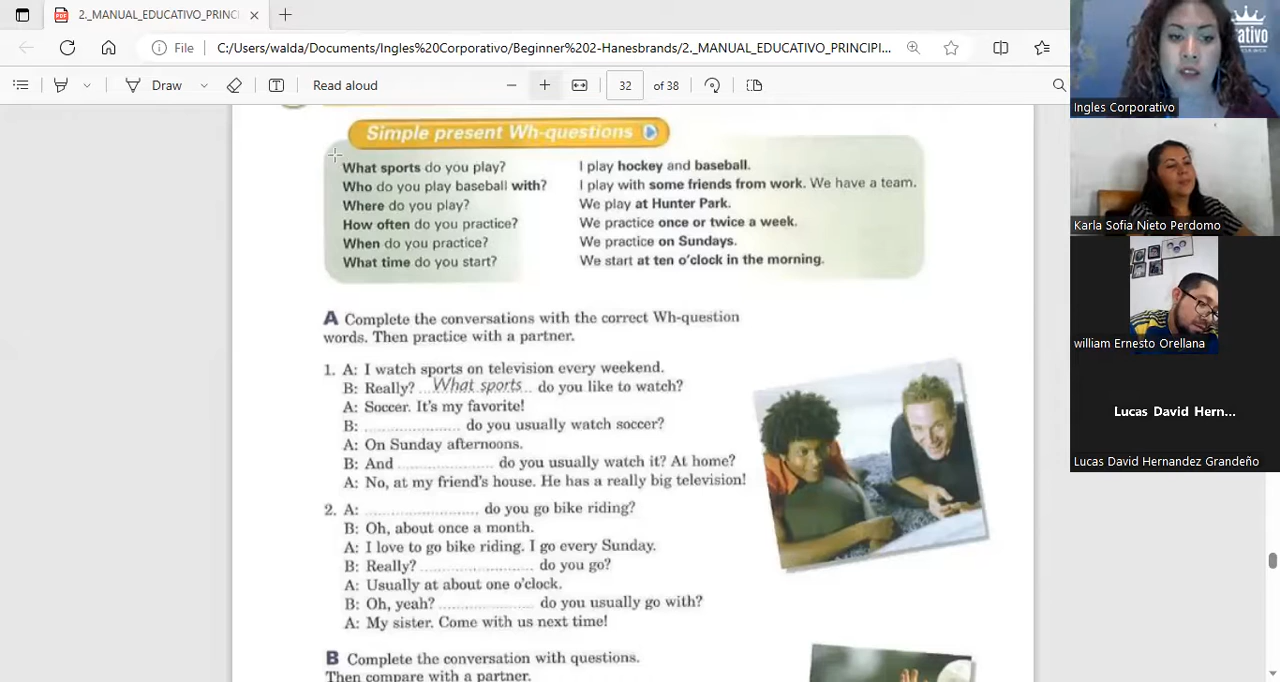 2._MANUAL_EDUCATIVO_PRINCI
File C:/Users/walda/Documents/Ingles%20Corporativo/Beginner%202-Hanesbrands/2._MANUAL_EDUCATIVO_PRINCIPI...
Draw Read aloud 32 of 38
Simple present Wh-questions
What sports do you play? I play hockey and baseball.
Who do you play baseball with? I play with some friends from work. We have a team.
Where do you play? We play at Hunter Park.
How often do you practice? We practice once or twice a week.
When do you practice? We practice on Sundays.
What time do you start? We start at ten o'clock in the morning.
A Complete the conversations with the correct Wh-question
words. Then practice with a partner.
1. A: I watch sports on television every weekend.
B: Really? What sports do you like to watch?
A: Soccer. It's my favorite!
B: .................... do you usually watch soccer?
A: On Sunday afternoons.
B: And .................... do you usually watch it? At home?
A: No, at my friend's house. He has a really big television!
2. A: .................... do you go bike riding?
B: Oh, about once a month.
A: I love to go bike riding. I go every Sunday.
B: Really? .................... do you go?
A: Usually at about one o'clock.
B: Oh, yeah? .................... do you usually go with?
A: My sister. Come with us next time!
B Complete the conversation with questions.
Then compare with a partner.
ativo
Ingles Corporativo
Karla Sofia Nieto Perdomo
william Ernesto Orellana
Lucas David Hern...
Lucas David Hernandez Grandeño